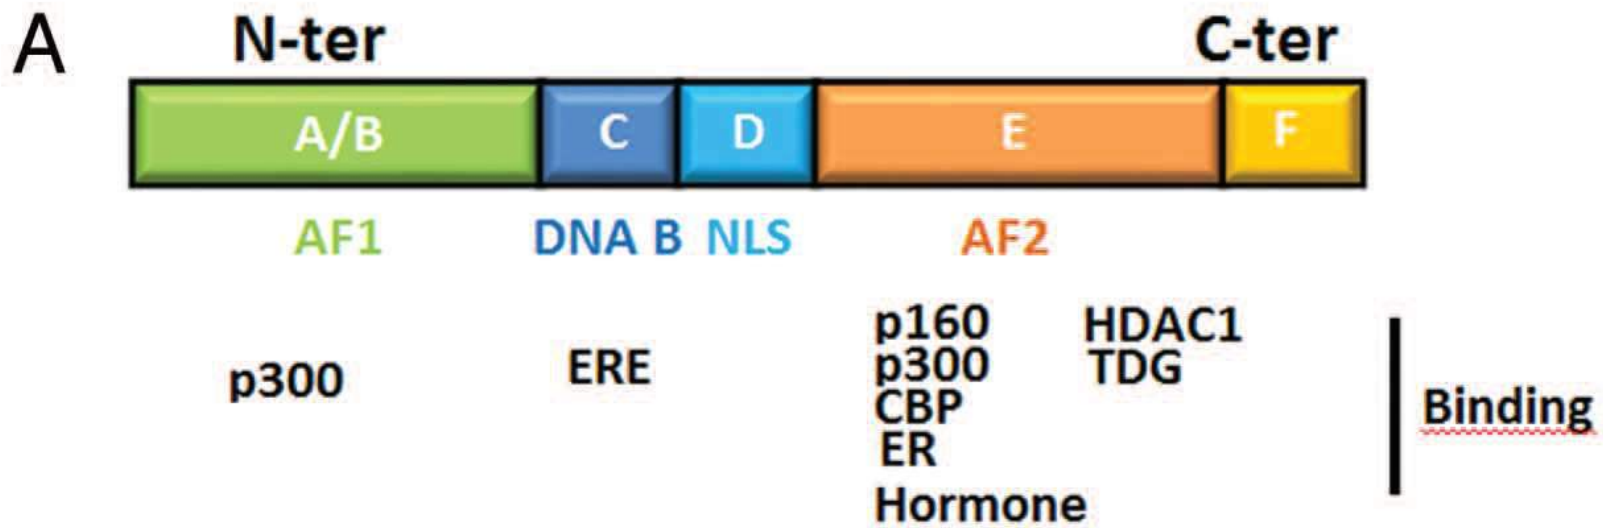 A
N-ter C-ter
A/B C D E F
AF1 DNA B NLS AF2
p160 HDAC1
p300 ERE p300 TDG
CBP Binding
ER
Hormone